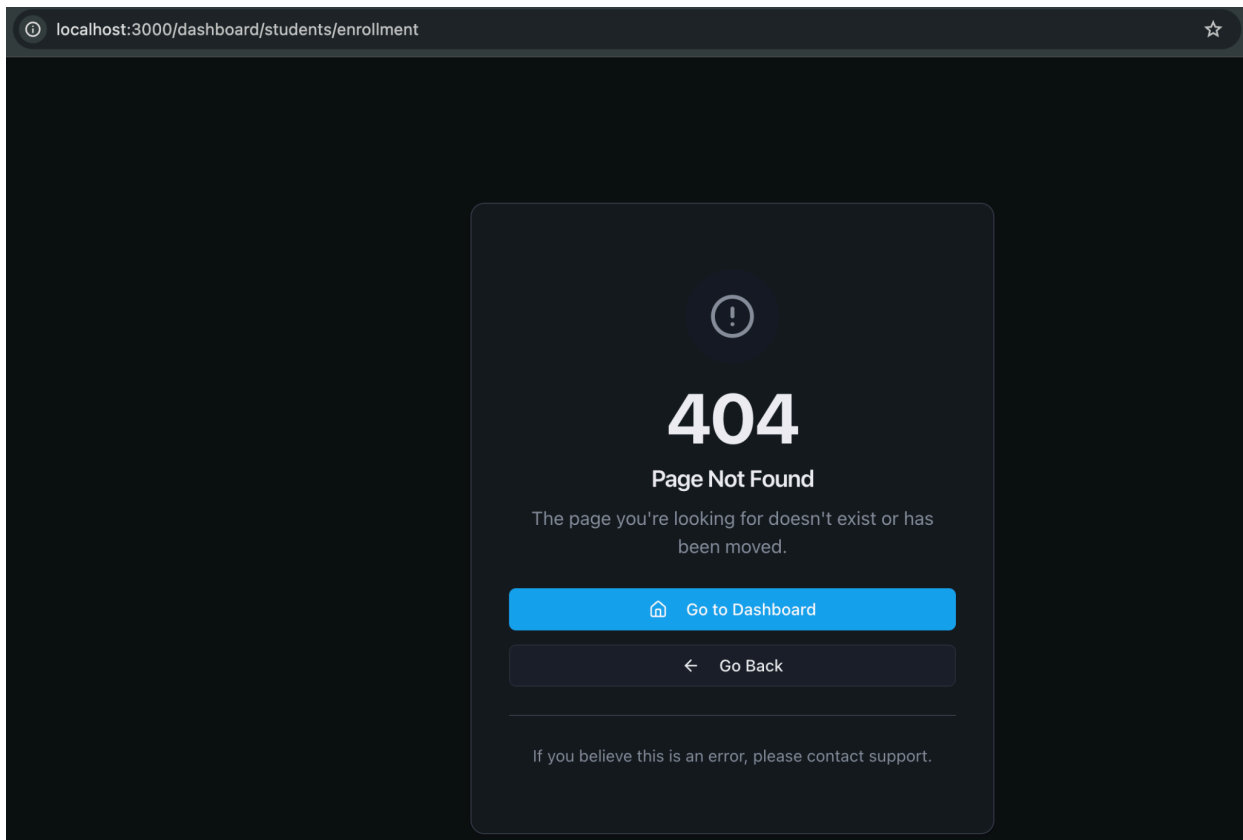 localhost:3000/dashboard/students/enrollment
404
Page Not Found
The page you're looking for doesn't exist or has
been moved.
Go to Dashboard
Go Back
If you believe this is an error, please contact support.